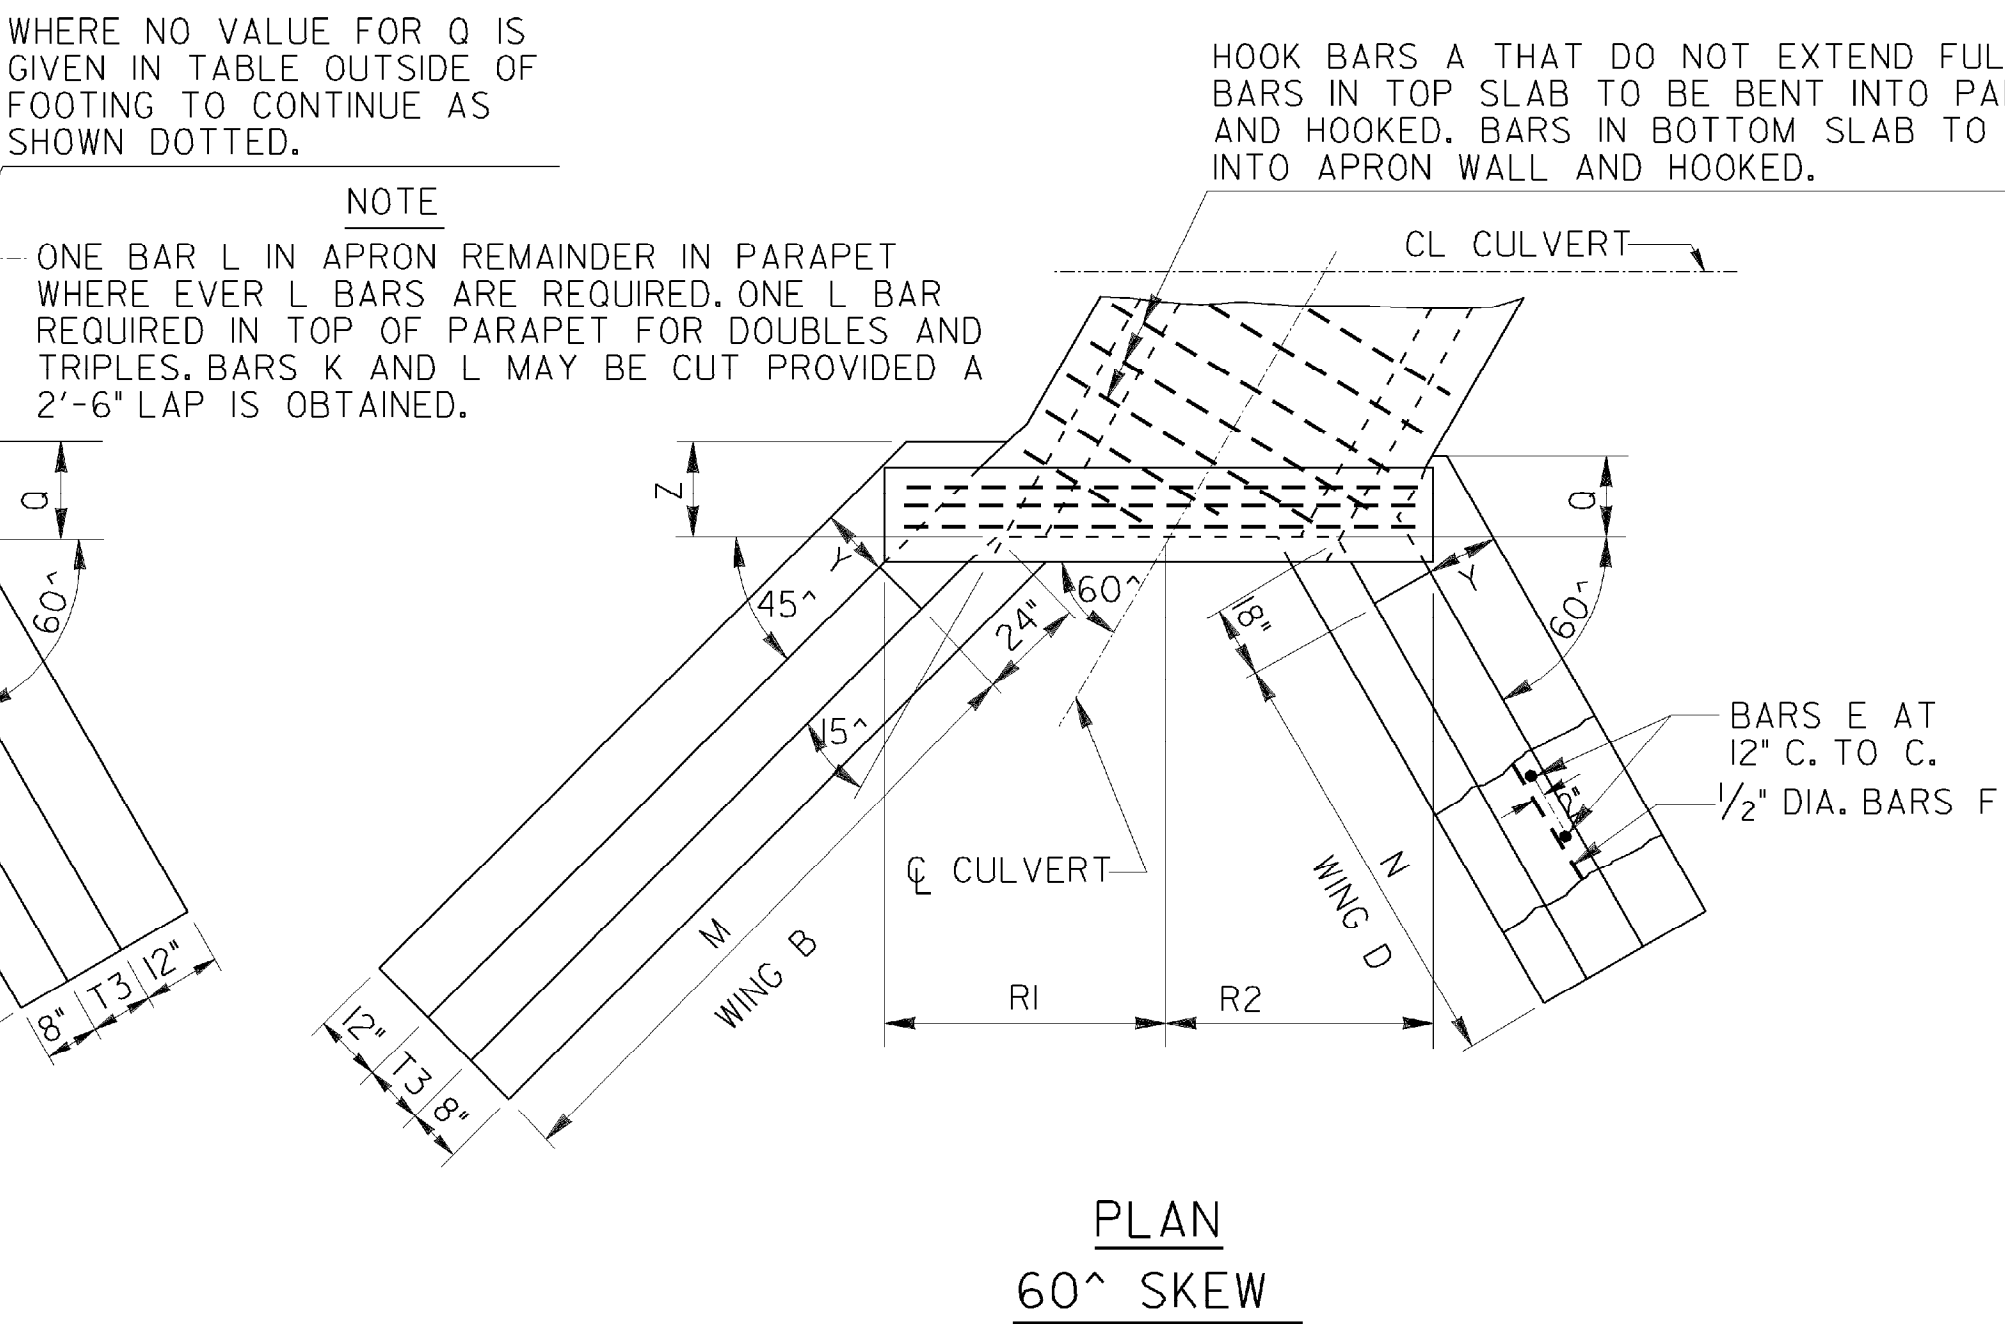 WHERE NO VALUE FOR Q IS
GIVEN IN TABLE OUTSIDE OF
FOOTING TO CONTINUE AS
SHOWN DOTTED.
NOTE
ONE BAR L IN APRON REMAINDER IN PARAPET
WHERE EVER L BARS ARE REQUIRED. ONE L BAR
REQUIRED IN TOP OF PARAPET FOR DOUBLES AND
TRIPLES. BARS K AND L MAY BE CUT PROVIDED A
2'-6" LAP IS OBTAINED.
HOOK BARS A THAT DO NOT EXTEND FUL
BARS IN TOP SLAB TO BE BENT INTO PA
AND HOOKED. BARS IN BOTTOM SLAB TO
INTO APRON WALL AND HOOKED.
CL CULVERT
Q
60^
8"
T3
12"
Z
Y
45^
15^
24"
60^
18"
Y
Q
60^
BARS E AT
12" C. TO C.
1/2" DIA. BARS F
℄ CULVERT
M
WING B
N
WING D
R1
R2
12"
T3
8"
PLAN
60^ SKEW